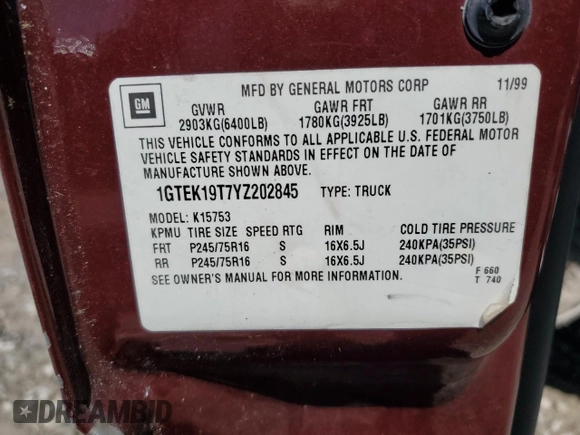 MFD BY GENERAL MOTORS CORP 11/99
GM
GVWR GAWR FRT GAWR RR
2903KG(6400LB) 1780KG(3925LB) 1701KG(3750LB)
THIS VEHICLE CONFORMS TO ALL APPLICABLE U.S. FEDERAL MOTOR
VEHICLE SAFETY STANDARDS IN EFFECT ON THE DATE OF
MANUFACTURE SHOWN ABOVE.
1GTEK19T7YZ202845 TYPE: TRUCK
MODEL: K15753
KPMU TIRE SIZE SPEED RTG RIM COLD TIRE PRESSURE
FRT P245/75R16 S 16X6.5J 240KPA(35PSI)
RR P245/75R16 S 16X6.5J 240KPA(35PSI)
SEE OWNER'S MANUAL FOR MORE INFORMATION.
F 660
T 740
DREAMBID